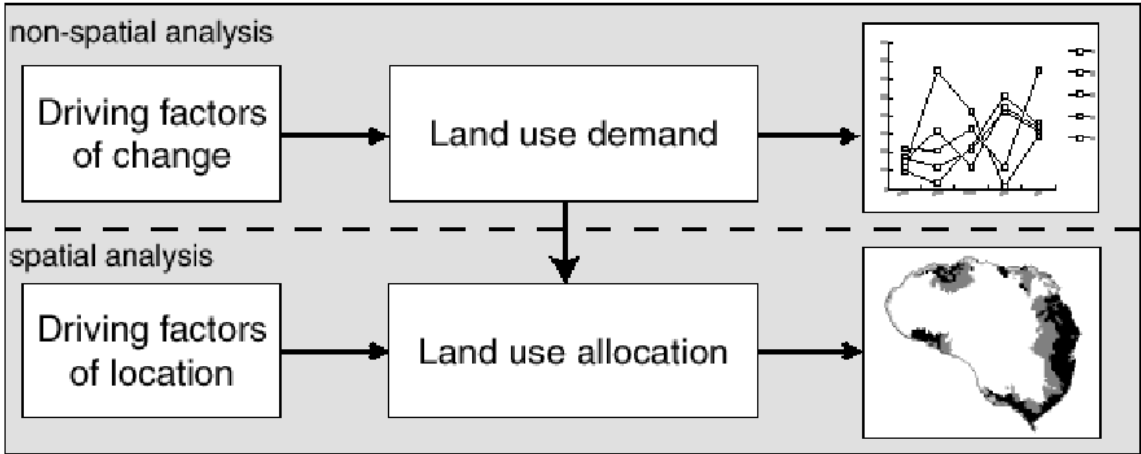 non-spatial analysis
Driving factors
of change
Land use demand
spatial analysis
Driving factors
of location
Land use allocation